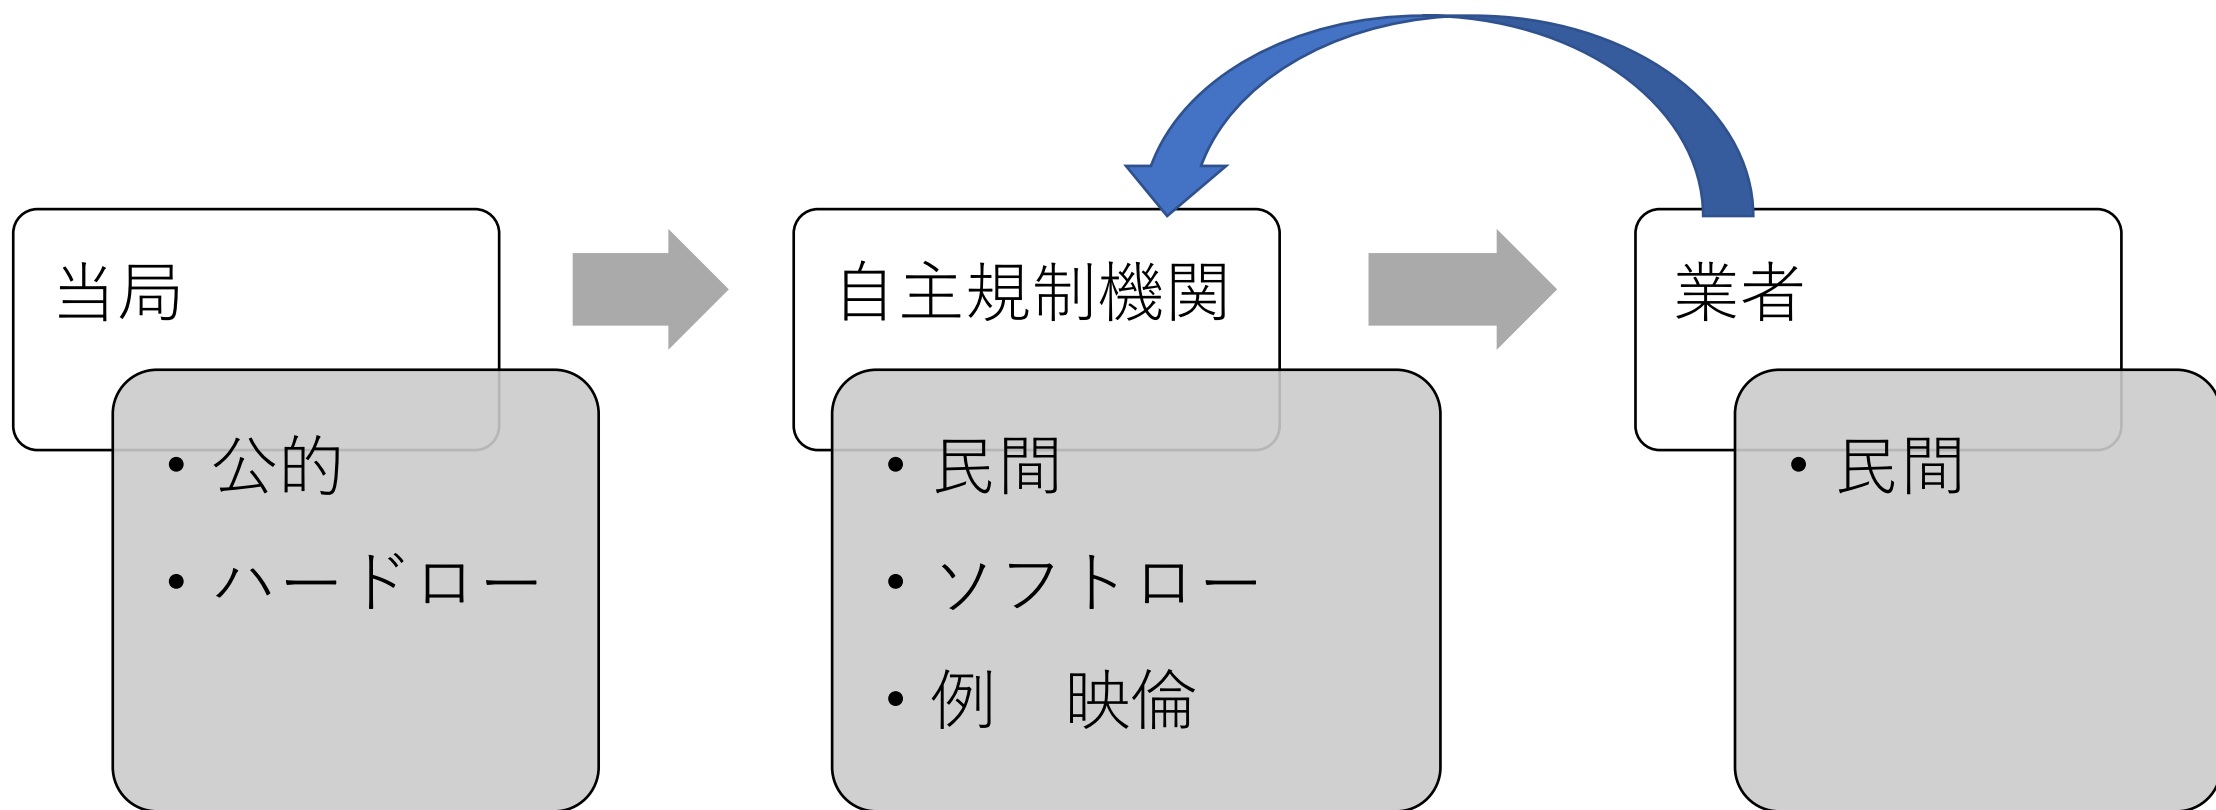 当局
• 公的
• ハードロー
自主規制機関
• 民間
• ソフトロー
• 例　映倫
業者
• 民間